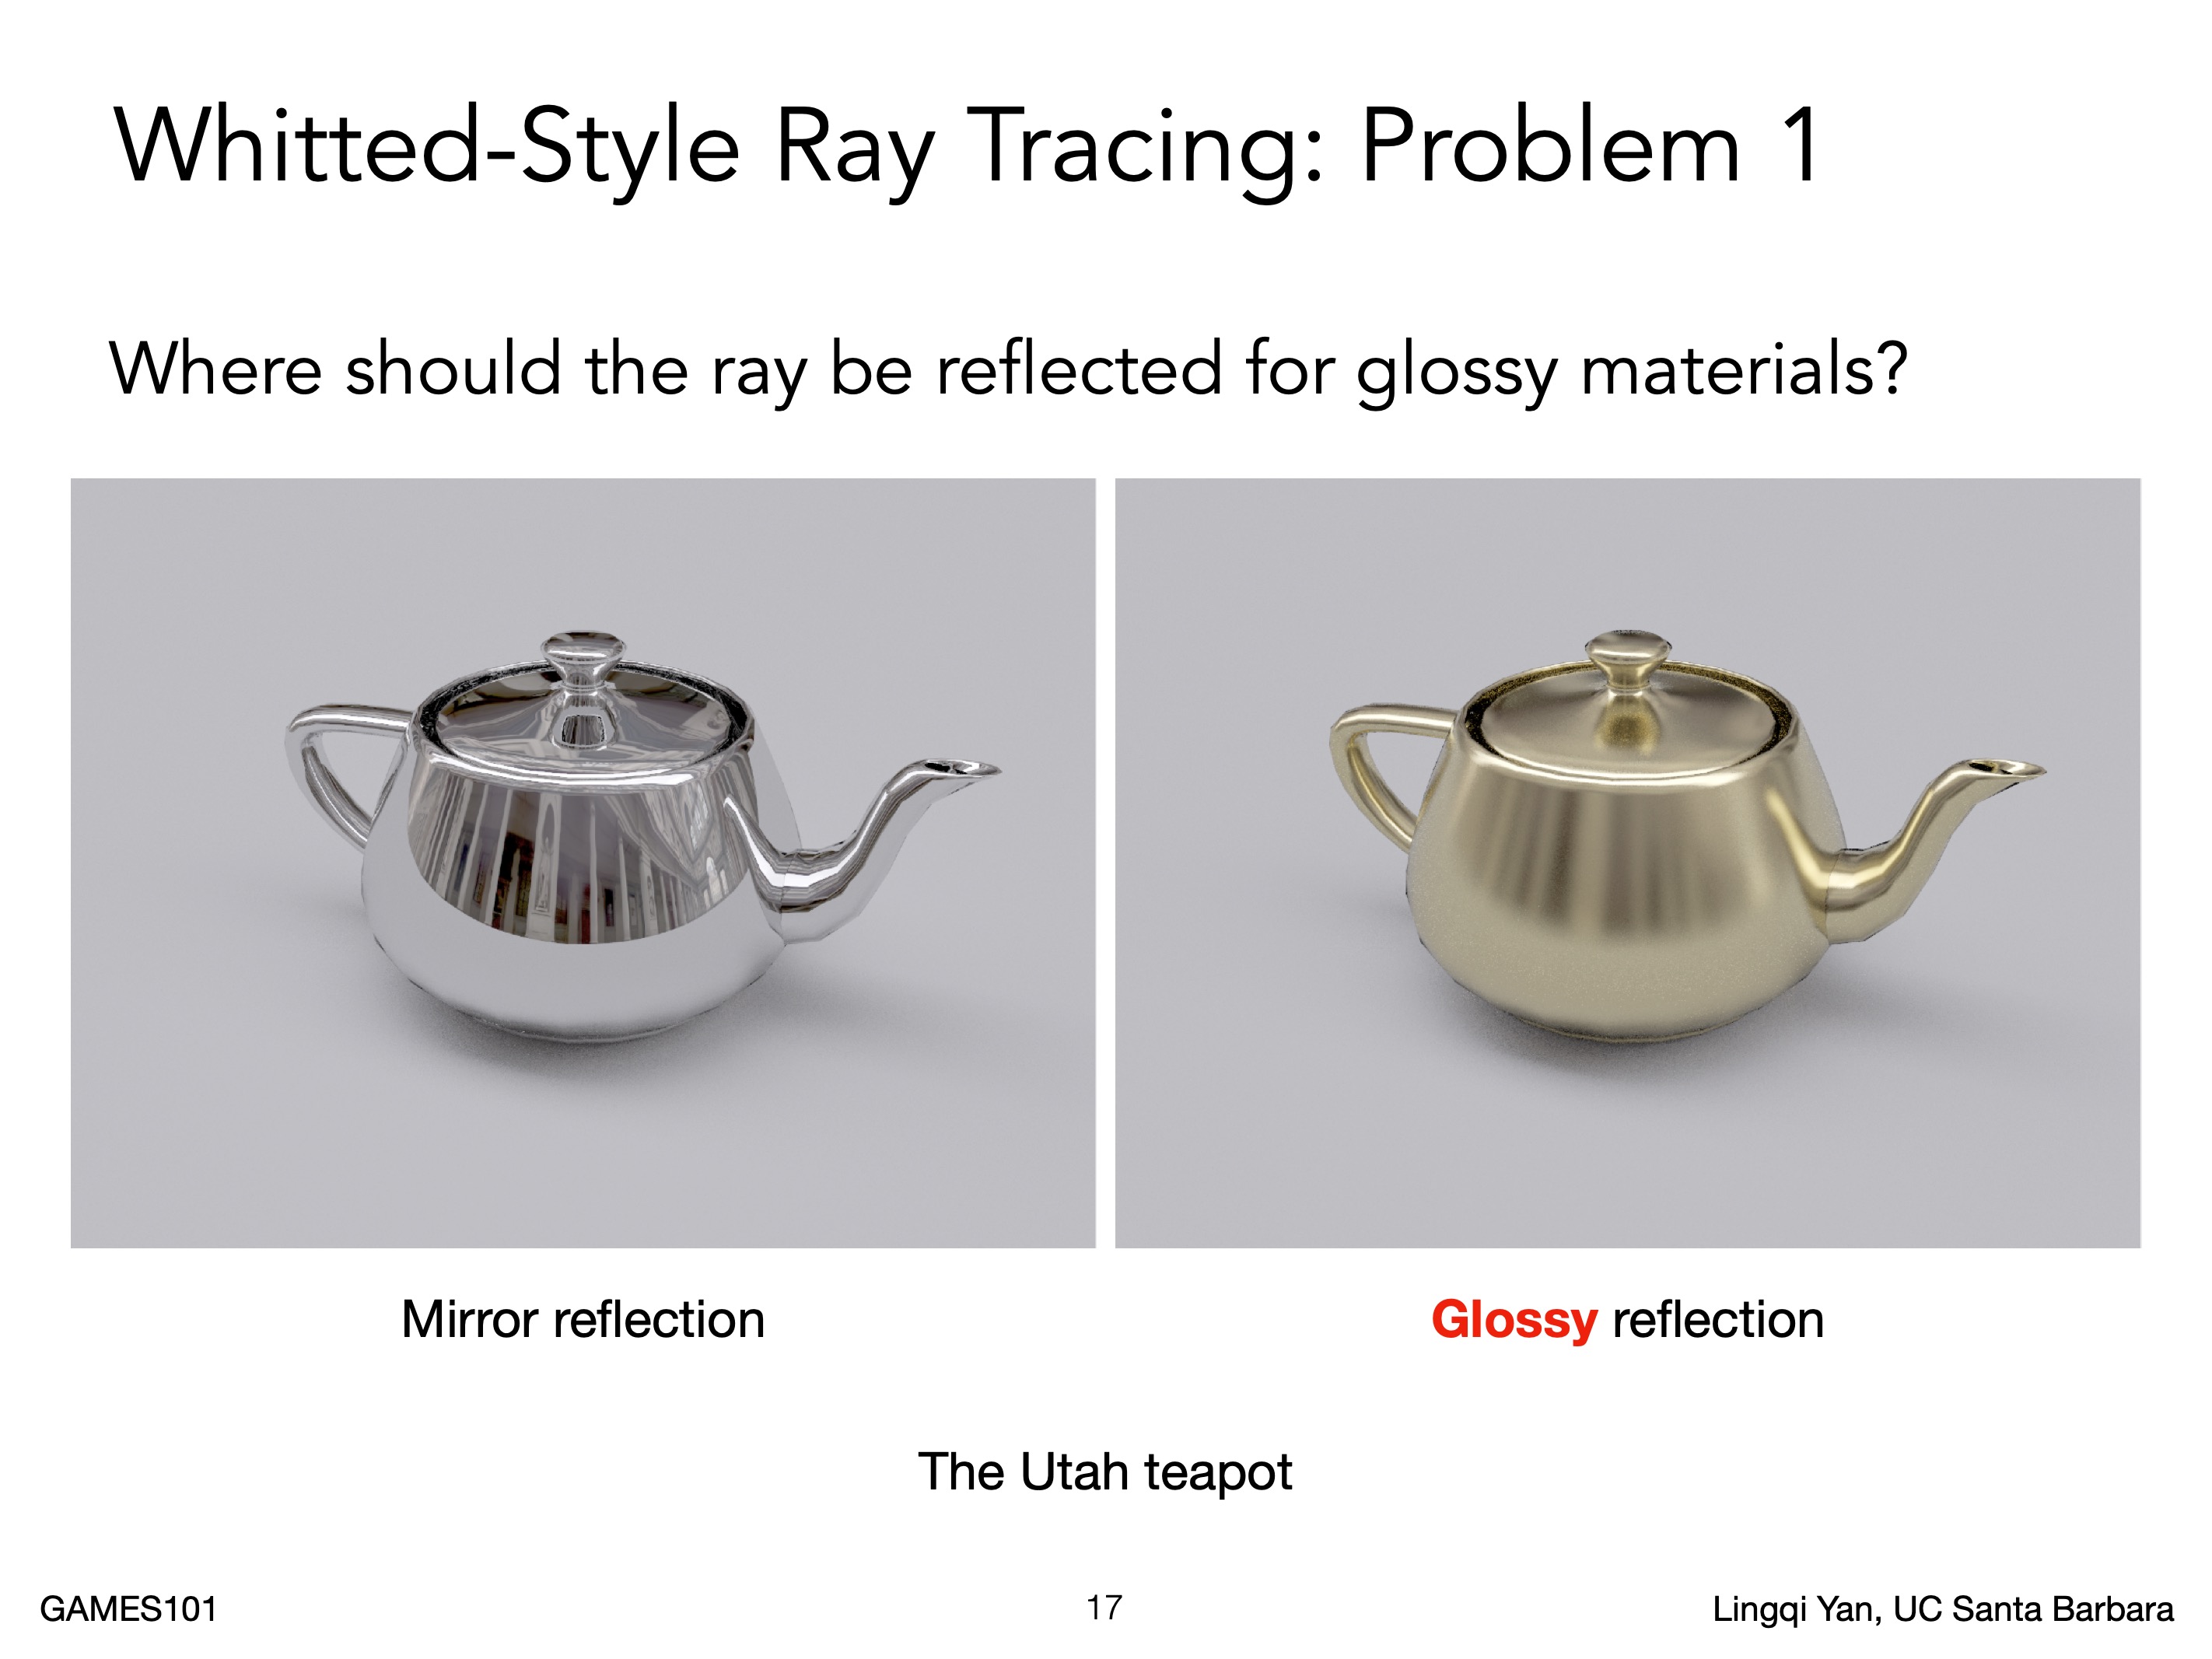 Whitted-Style Ray Tracing: Problem 1
Where should the ray be reflected for glossy materials?
Mirror reflection
Glossy reflection
The Utah teapot
GAMES101
17
Lingqi Yan, UC Santa Barbara